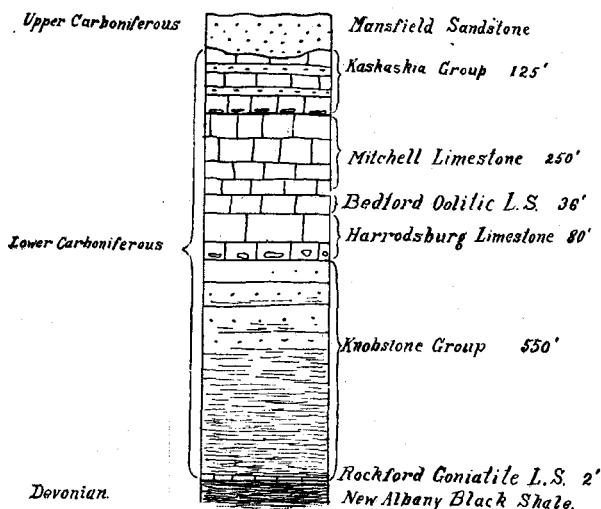 Upper Carboniferous Mansfield Sandstone
Kaskaskia Group 125'
Mitchell Limestone 250'
Bedford Oolitic L.S. 36'
Lower Carboniferous Harrodsburg Limestone 80'
Knobstone Group 550'
Rockford Goniatite L.S. 2'
Devonian. New Albany Black Shale.